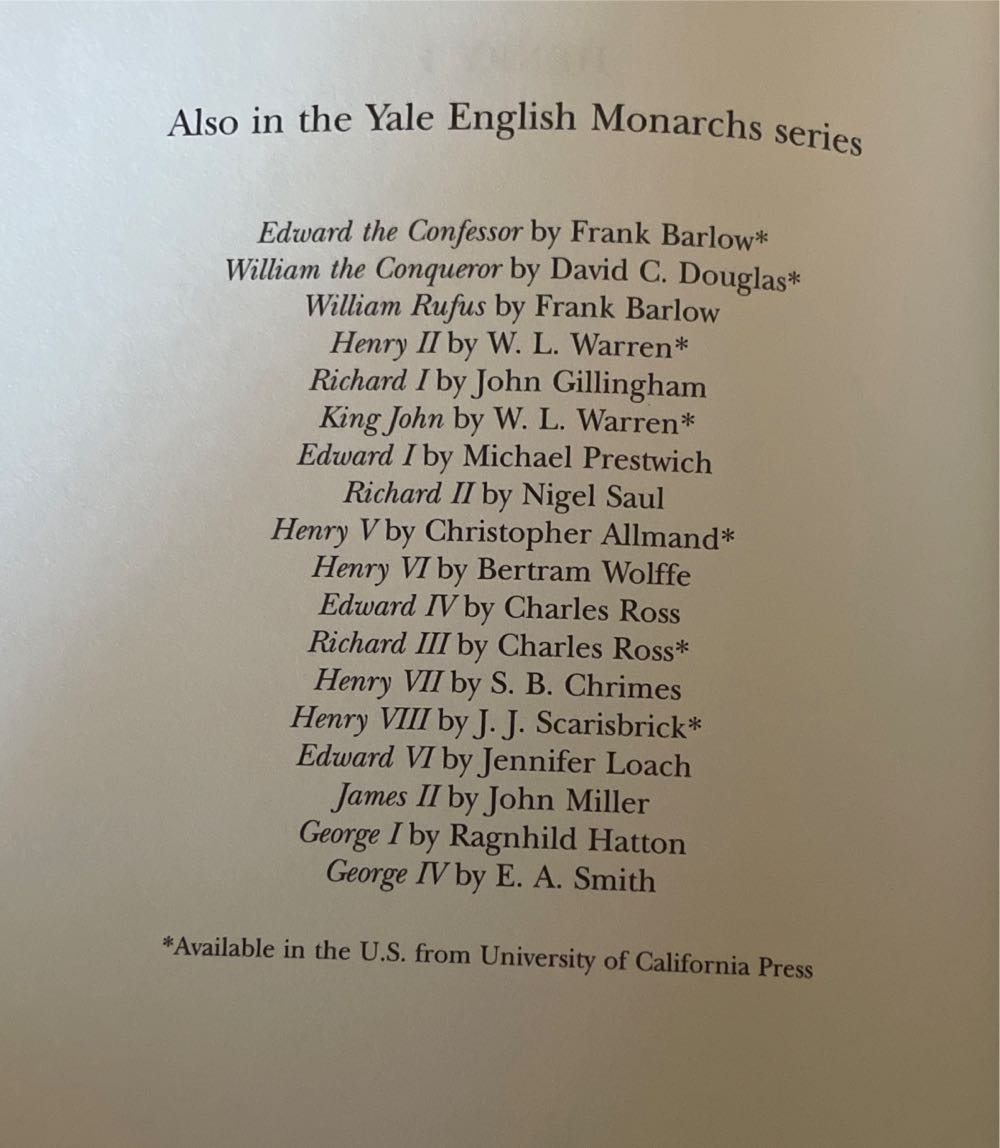 Also in the Yale English Monarchs series
Edward the Confessor by Frank Barlow*
William the Conqueror by David C. Douglas*
William Rufus by Frank Barlow
Henry II by W. L. Warren*
Richard I by John Gillingham
King John by W. L. Warren*
Edward I by Michael Prestwich
Richard II by Nigel Saul
Henry V by Christopher Allmand*
Henry VI by Bertram Wolffe
Edward IV by Charles Ross
Richard III by Charles Ross*
Henry VII by S. B. Chrimes
Henry VIII by J. J. Scarisbrick*
Edward VI by Jennifer Loach
James II by John Miller
George I by Ragnhild Hatton
George IV by E. A. Smith
*Available in the U.S. from University of California Press